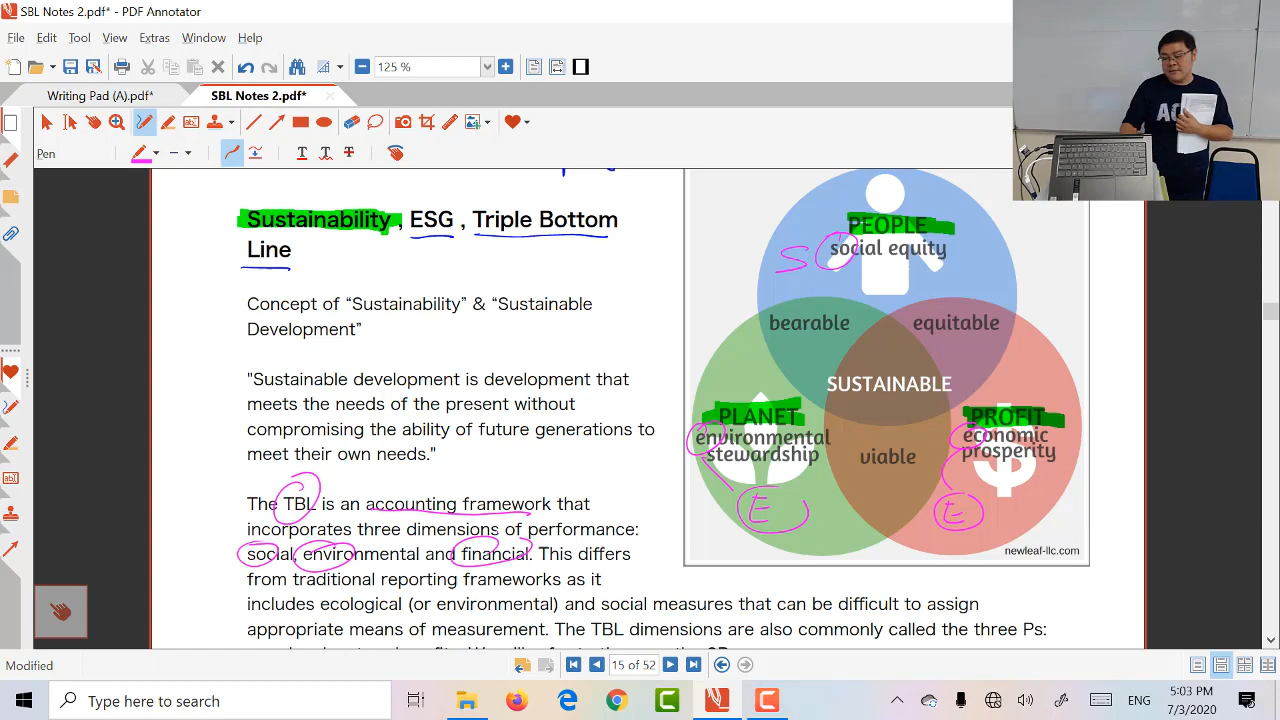 SBL Notes 2.pdf* - PDF Annotator
File Edit Tool View Extras Window Help
125 %
Writing Pad (A).pdf* SBL Notes 2.pdf*
Pen
Sustainability , ESG , Triple Bottom
Line
Concept of “Sustainability” & “Sustainable
Development”
"Sustainable development is development that
meets the needs of the present without
compromising the ability of future generations to
meet their own needs."
The TBL is an accounting framework that
incorporates three dimensions of performance:
social, environmental and financial. This differs
from traditional reporting frameworks as it
includes ecological (or environmental) and social measures that can be difficult to assign
appropriate means of measurement. The TBL dimensions are also commonly called the three Ps:
PEOPLE
social equity
S
bearable equitable
SUSTAINABLE
PLANET
environmental
stewardship
E
viable
PROFIT
economic
prosperity
E
newleaf-llc.com
Modified
15 of 52
Type here to search
ENG
5:03 PM
7/3/2020